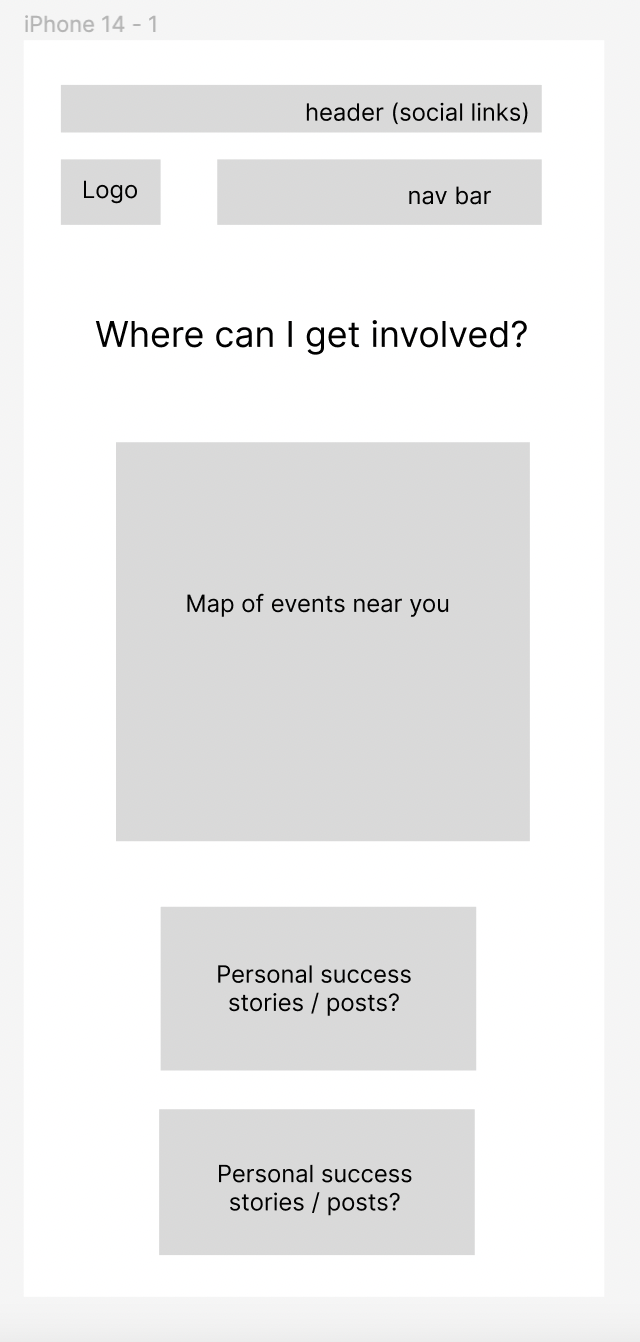 iPhone 14 - 1
header (social links)
Logo
nav bar
Where can I get involved?
Map of events near you
Personal success
stories / posts?
Personal success
stories / posts?